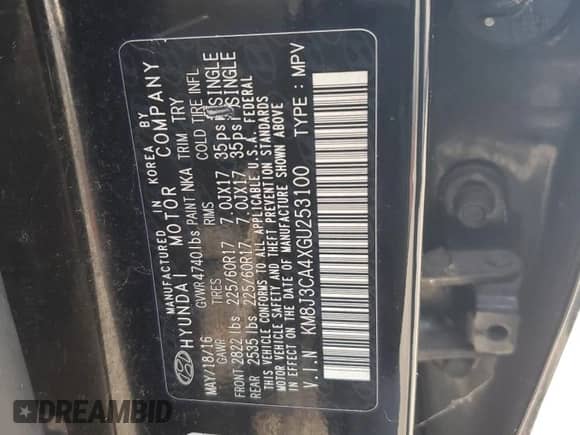 MANUFACTURED IN KOREA BY
HYUNDAI MOTOR COMPANY
MAY/18/16 GVWR4740lbs PAINT NKA TRIM TRY
GAWR TIRES RIMS COLD TIRE INFL
FRONT 2822 lbs 225/60R17 7.0JX17 35psi SINGLE
REAR 2535 lbs 225/60R17 7.0JX17 35psi SINGLE
THIS VEHICLE CONFORMS TO ALL APPLICABLE U.S.A. FEDERAL
MOTOR VEHICLE SAFETY AND THEFT PREVENTION STANDARDS
IN EFFECT ON THE DATE OF MANUFACTURE SHOWN ABOVE
V.I.N KM8J3CA4XGU253100 TYPE : MPV
DREAMBID